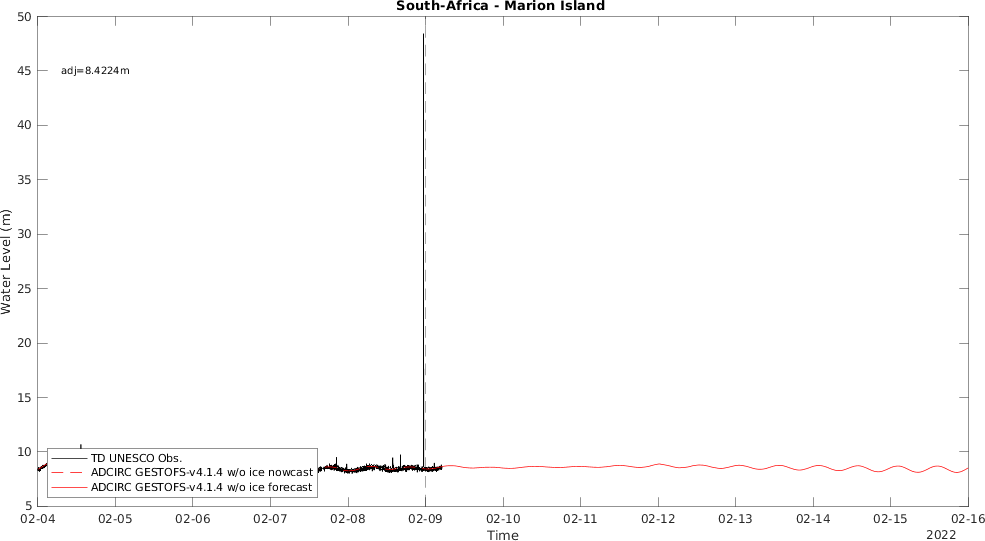 South-Africa - Marion Island
50
45
adj=8.4224m
40
35
30
25
20
15
10
5
Water Level (m)
TD UNESCO Obs.
ADCIRC GESTOFS-v4.1.4 w/o ice nowcast
ADCIRC GESTOFS-v4.1.4 w/o ice forecast
02-04 02-05 02-06 02-07 02-08 02-09 02-10 02-11 02-12 02-13 02-14 02-15 02-16
Time
2022